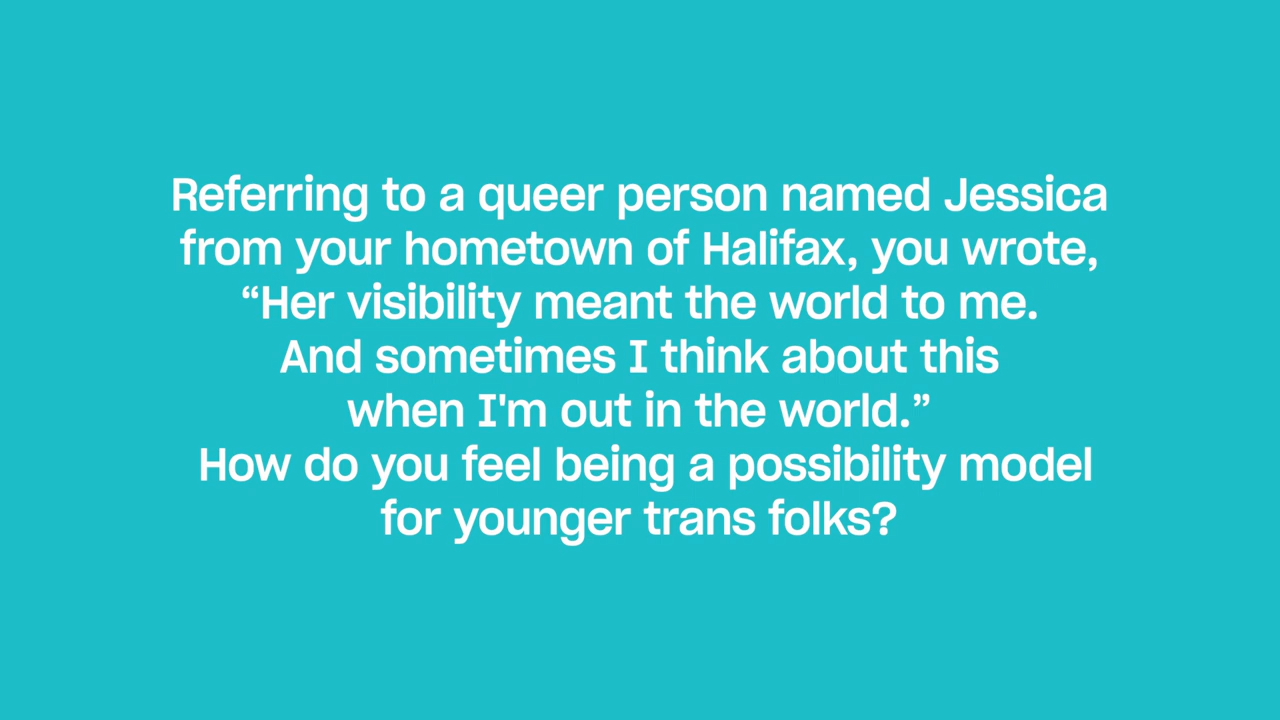 Referring to a queer person named Jessica
from your hometown of Halifax, you wrote,
“Her visibility meant the world to me.
And sometimes I think about this
when I'm out in the world.”
How do you feel being a possibility model
for younger trans folks?